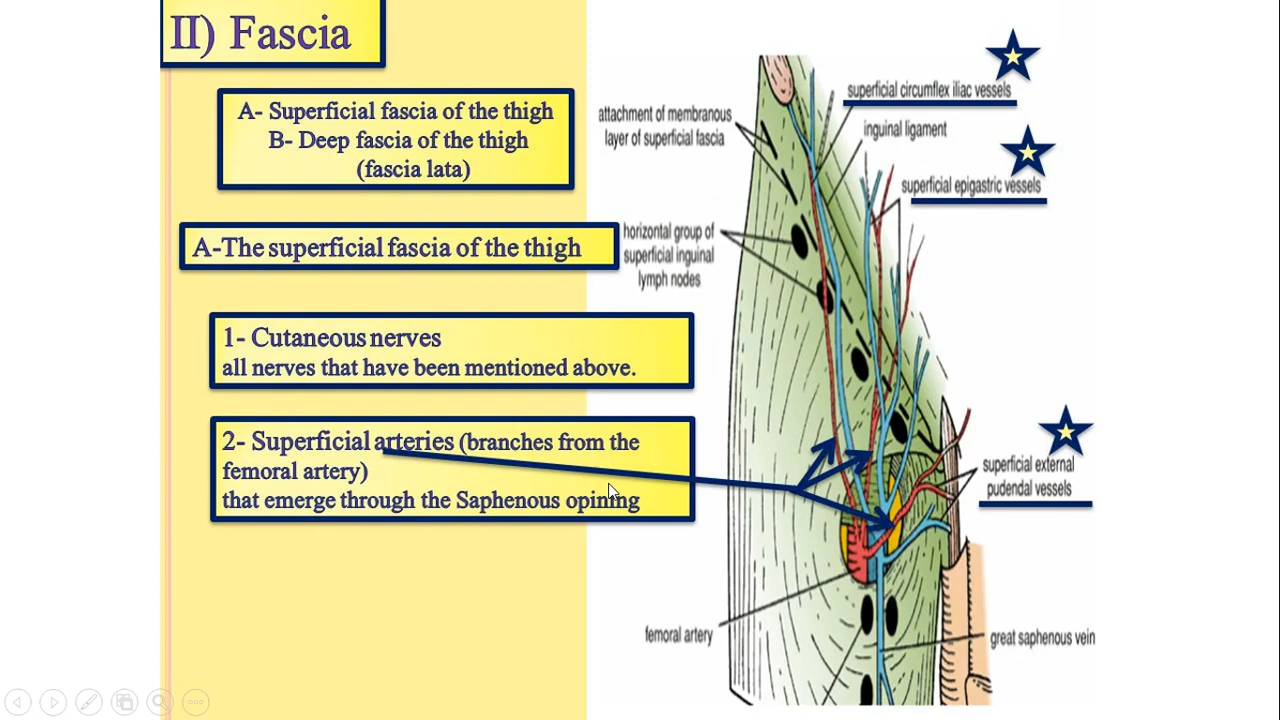 II) Fascia
A- Superficial fascia of the thigh
B- Deep fascia of the thigh
(fascia lata)
A-The superficial fascia of the thigh
1- Cutaneous nerves
all nerves that have been mentioned above.
2- Superficial arteries (branches from the
femoral artery)
that emerge through the Saphenous opining
superficial circumflex iliac vessels
attachment of membranous
layer of superficial fascia
inguinal ligament
superficial epigastric vessels
horizontal group of
superficial inguinal
lymph nodes
superficial external
pudendal vessels
femoral artery
great saphenous vein